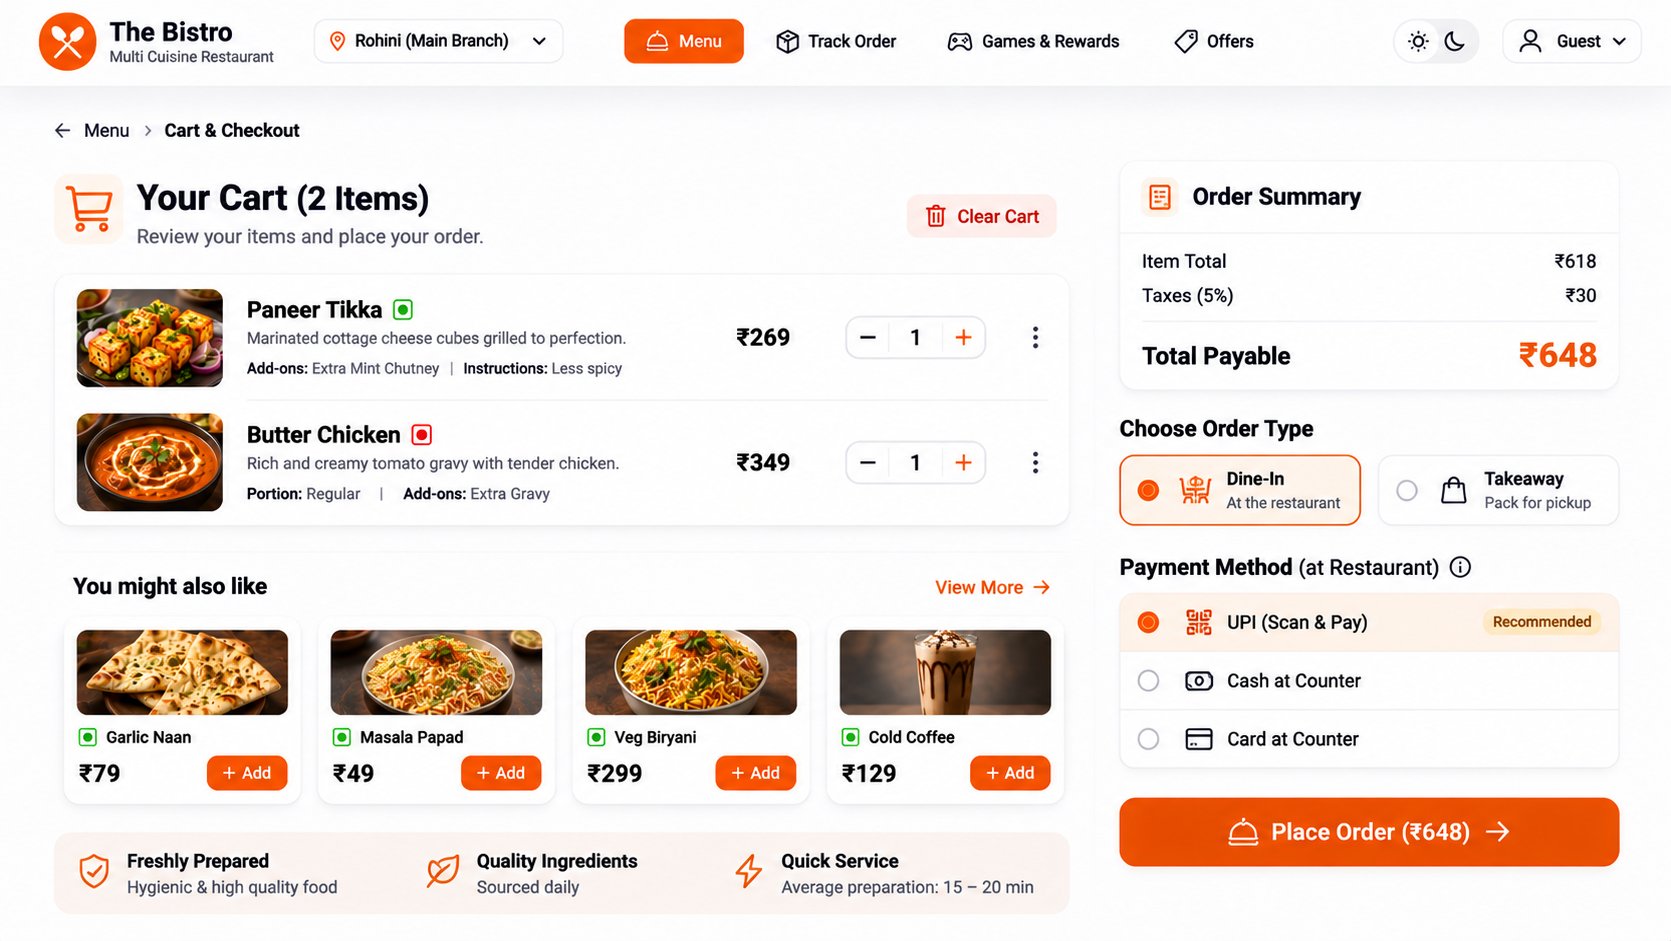 The Bistro
Multi Cuisine Restaurant
Rohini (Main Branch)
Menu
Track Order
Games & Rewards
Offers
Guest
Menu
Cart & Checkout
Your Cart (2 Items)
Review your items and place your order.
Clear Cart
Paneer Tikka
Marinated cottage cheese cubes grilled to perfection.
Add-ons: Extra Mint Chutney | Instructions: Less spicy
₹269
1
Butter Chicken
Rich and creamy tomato gravy with tender chicken.
Portion: Regular | Add-ons: Extra Gravy
₹349
1
You might also like
View More
Garlic Naan
₹79
+ Add
Masala Papad
₹49
+ Add
Veg Biryani
₹299
+ Add
Cold Coffee
₹129
+ Add
Freshly Prepared
Hygienic & high quality food
Quality Ingredients
Sourced daily
Quick Service
Average preparation: 15 – 20 min
Order Summary
Item Total ₹618
Taxes (5%) ₹30
Total Payable ₹648
Choose Order Type
Dine-In
At the restaurant
Takeaway
Pack for pickup
Payment Method (at Restaurant)
UPI (Scan & Pay)
Recommended
Cash at Counter
Card at Counter
Place Order (₹648)